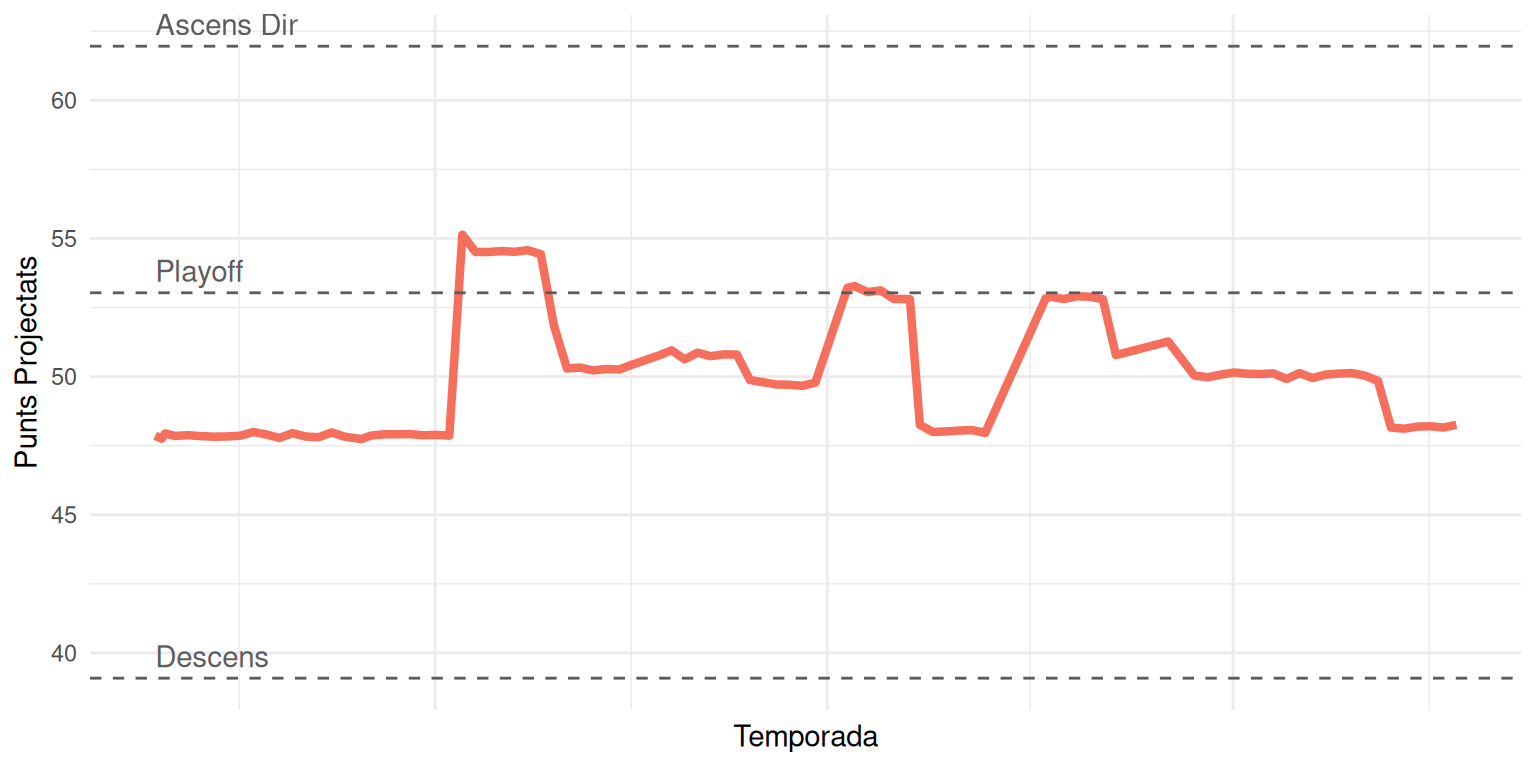 Ascens Dir
60
55
Playoff
50
45
40
Descens
Punts Projectats
Temporada